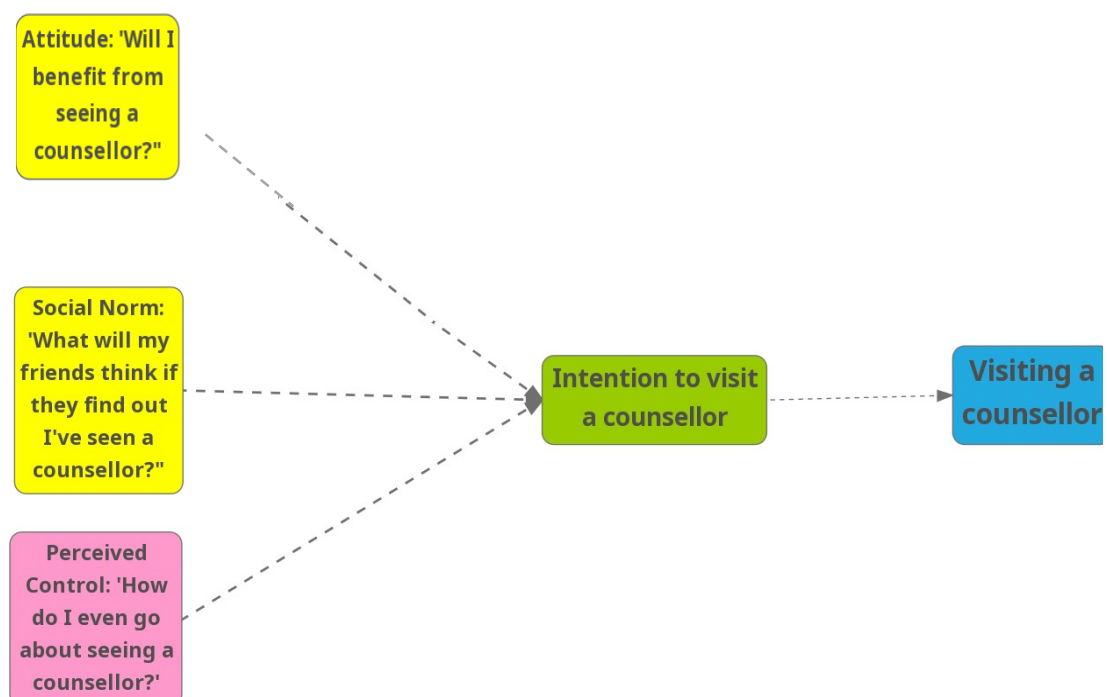 Attitude: 'Will I
benefit from
seeing a
counsellor?"
Social Norm:
'What will my
friends think if
they find out
I've seen a
counsellor?"
Perceived
Control: 'How
do I even go
about seeing a
counsellor?'
Intention to visit
a counsellor
Visiting a
counsellor